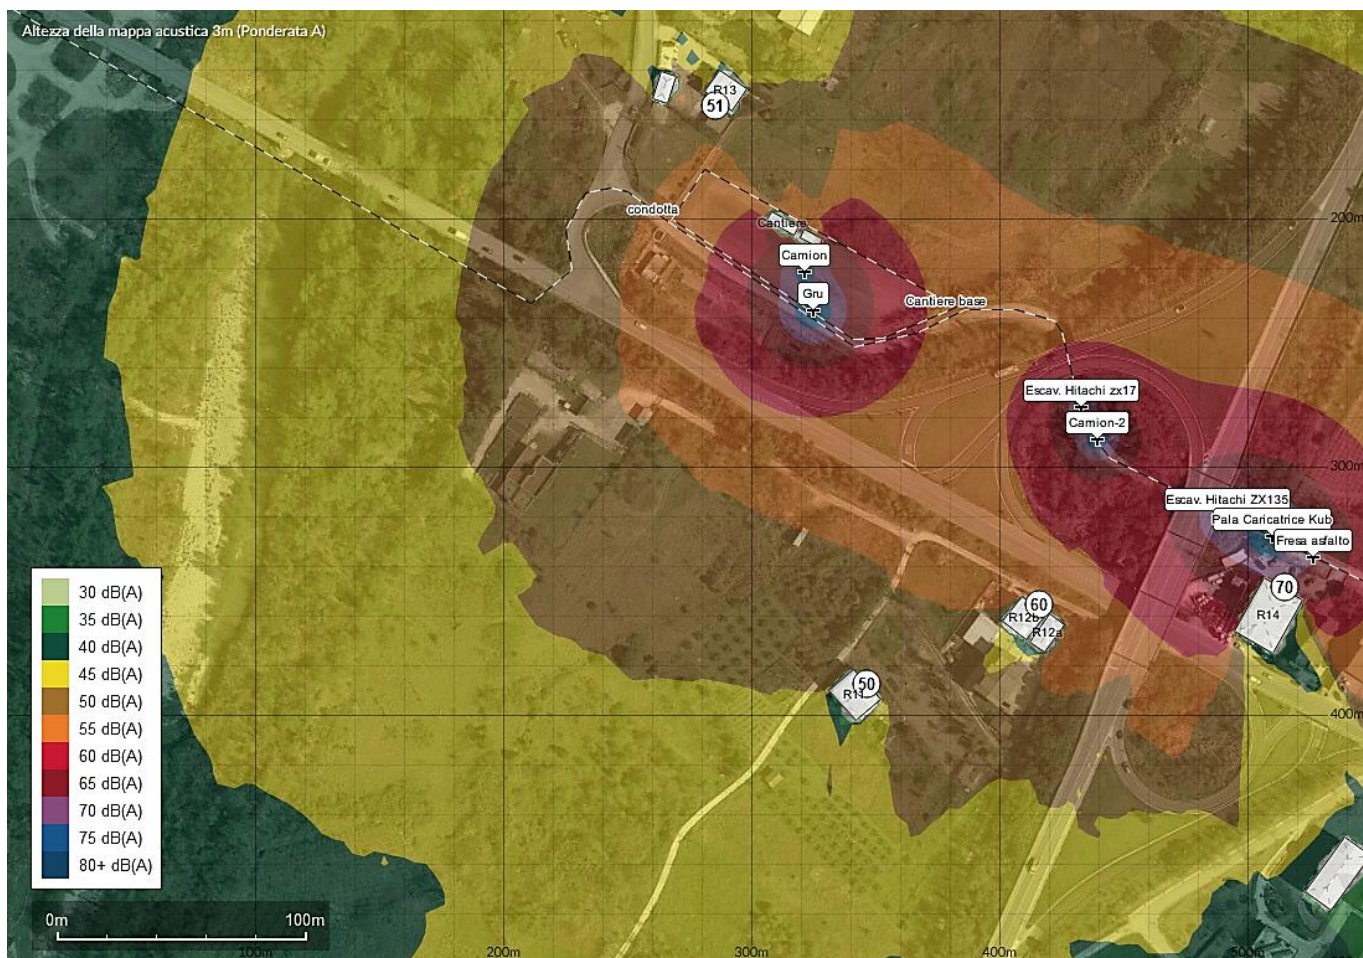 Altezza della mappa acustica 3m (Ponderata A)
R13
51
condotta
200m
Cantiere
Camion
Gru
Cantiere base
Escav. Hitachi zx17
Camion-2
300m
Escav. Hitachi ZX135
Pala Caricatrice Kub
Fresa asfalto
30 dB(A)
35 dB(A)
40 dB(A)
45 dB(A)
50 dB(A)
55 dB(A)
60 dB(A)
65 dB(A)
70 dB(A)
75 dB(A)
80+ dB(A)
70
R14
60
R12b
R12a
50
R11
400m
0m 100m
100m 200m 300m 400m 500m